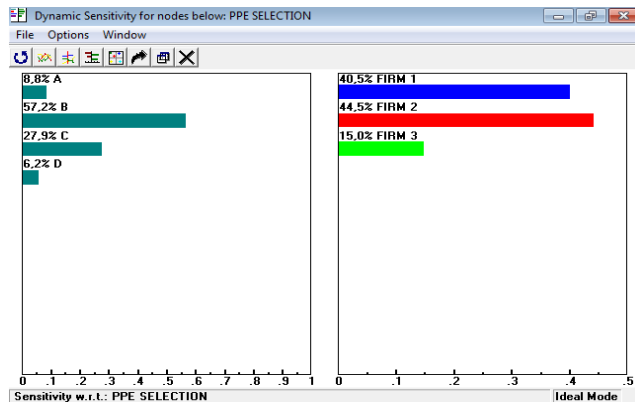 Dynamic Sensitivity for nodes below: PPE SELECTION
File Options Window
8,8% A
57,2% B
27,9% C
6,2% D
0 .1 .2 .3 .4 .5 .6 .7 .8 .9 1
40,5% FIRM 1
44,5% FIRM 2
15,0% FIRM 3
0 .1 .2 .3 .4 .5
Sensitivity w.r.t.: PPE SELECTION
Ideal Mode